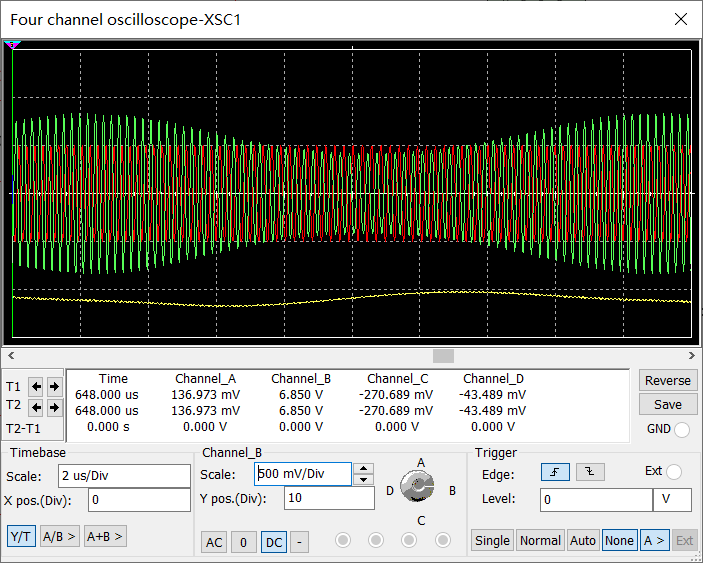 Four channel oscilloscope-XSC1
T1
T2
T2-T1
Time Channel_A Channel_B Channel_C Channel_D
648.000 us 136.973 mV 6.850 V -270.689 mV -43.489 mV
648.000 us 136.973 mV 6.850 V -270.689 mV -43.489 mV
0.000 s 0.000 V 0.000 V 0.000 V 0.000 V
Reverse
Save
GND
Timebase
Scale: 2 us/Div
X pos.(Div): 0
Y/T A/B > A+B >
Channel_B
Scale: 500 mV/Div
Y pos.(Div): 10
AC 0 DC -
A
D B
C
Trigger
Edge: Ext
Level: 0 V
Single Normal Auto None A > Ext